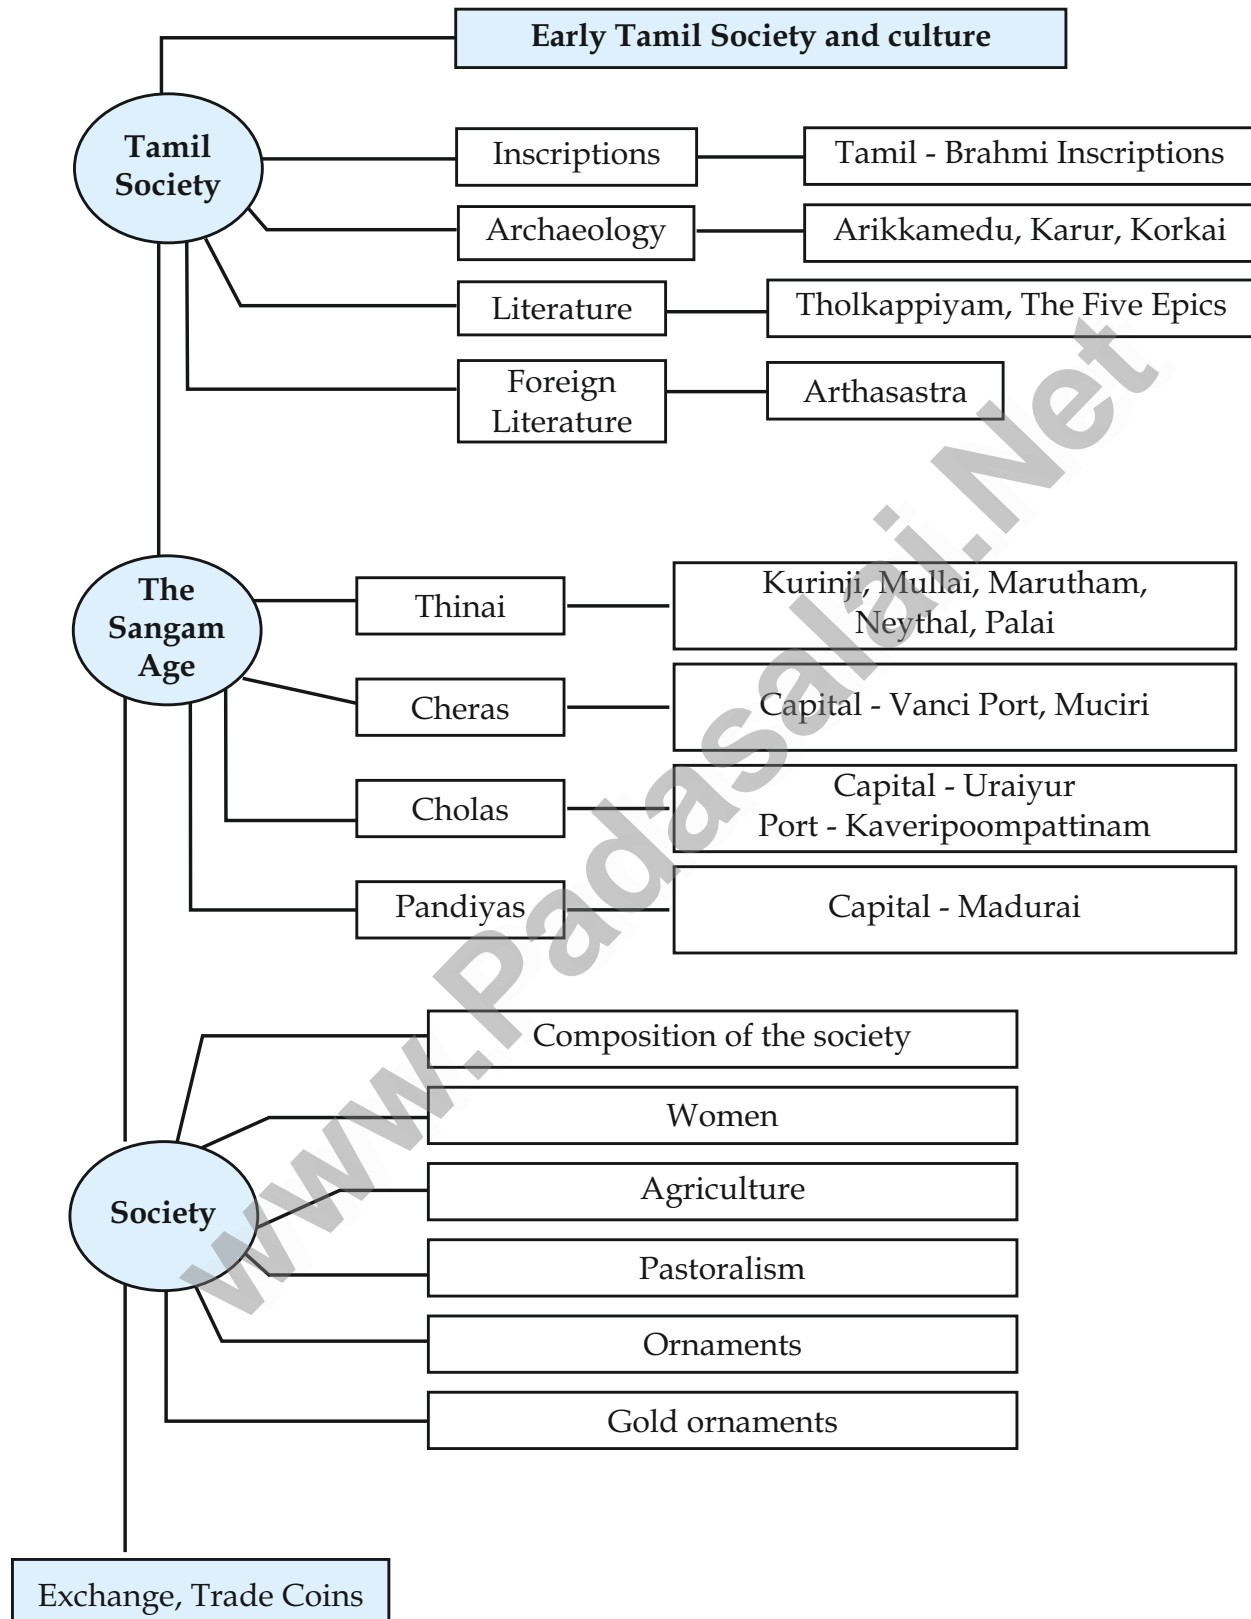 Early Tamil Society and culture
Tamil
Society
Inscriptions
Tamil - Brahmi Inscriptions
Archaeology
Arikkamedu, Karur, Korkai
Literature
Tholkappiyam, The Five Epics
Foreign
Literature
Arthasastra
The
Sangam
Age
Thinai
Kurinji, Mullai, Marutham,
Neythal, Palai
Cheras
Capital - Vanci Port, Muciri
Cholas
Capital - Uraiyur
Port - Kaveripoompattinam
Pandiyas
Capital - Madurai
Society
Composition of the society
Women
Agriculture
Pastoralism
Ornaments
Gold ornaments
Exchange, Trade Coins
www.Padasalai.Net